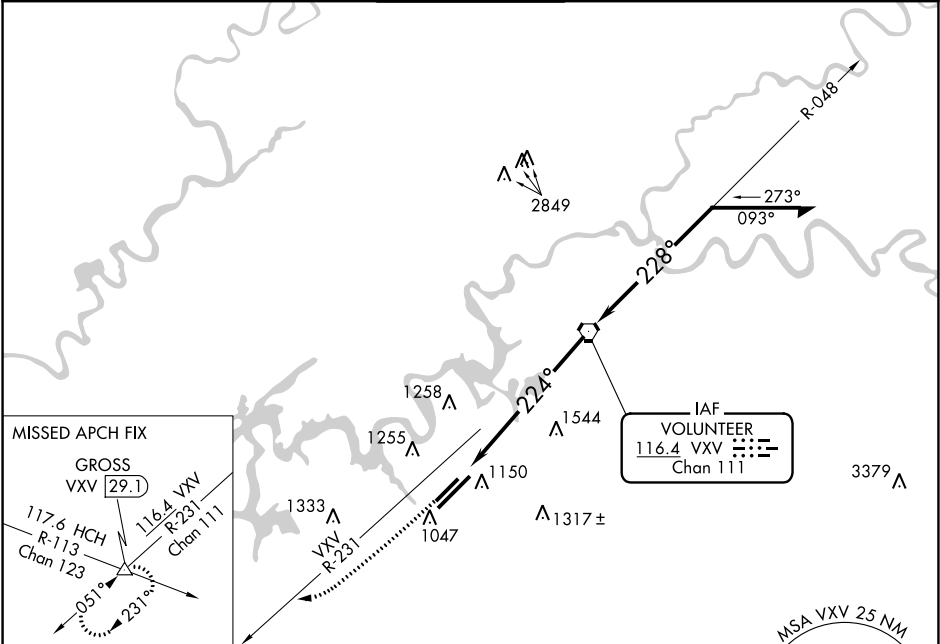 R-048
273°
093°
2849
228°
224°
1258
1544
1255
IAF
VOLUNTEER
116.4 VXV
Chan 111
3379
1150
1333
1047
1317±
VXV
R-231
MISSED APCH FIX
GROSS
VXV 29.1
117.6 HCH
R-113
Chan 123
116.4 VXV
R-231
Chan 111
051°
231°
MSA VXV 25 NM